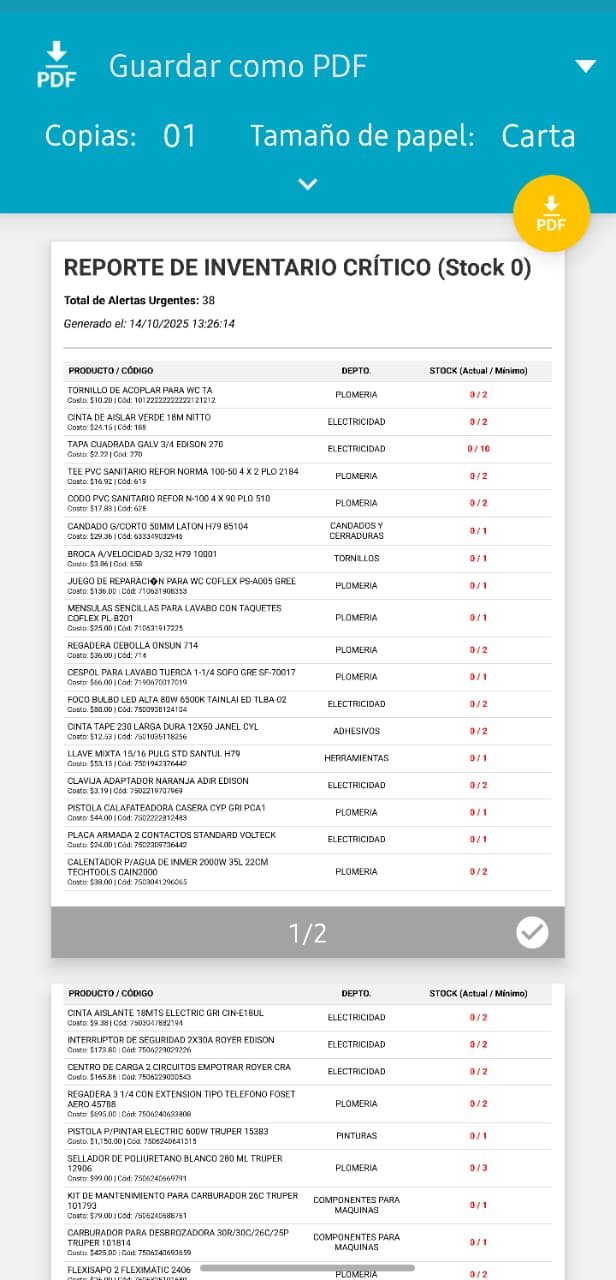 PDF
Guardar como PDF
Copias: 01 Tamaño de papel: Carta
PDF
REPORTE DE INVENTARIO CRÍTICO (Stock 0)
Total de Alertas Urgentes: 38
Generado el: 14/10/2025 13:26:14
PRODUCTO / CÓDIGO DEPTO. STOCK (Actual / Mínimo)
TORNILLO DE ACOPLAR PARA WC TA
PLOMERIA 0 / 2
Costo: $10.20 | Cód:
CINTA DE AISLAR VERDE 18M NITTO
ELECTRICIDAD 0 / 2
Costo: $24.15 | Cód: 188
TAPA CUADRADA GALV 3/4 EDISON 270
ELECTRICIDAD 0 / 10
Costo: $2.22 | Cód: 270
TEE PVC SANITARIO REFOR NORMA 100-50 4 X 2 PLO 2184
PLOMERIA 0 / 2
Costo: $16.92 | Cód: 619
CODO PVC SANITARIO REFOR N-100 4 X 90 PLO 510
PLOMERIA 0 / 2
Costo: $17.83 | Cód: 628
CANDADO G/CORTO 50MM LATON H79 85104
CANDADOS Y
CERRADURAS 0 / 1
Costo: $29.36 | Cód: 633349032946
BROCA A/VELOCIDAD 3/32 H79 10001
TORNILLOS 0 / 1
Costo: $3.86 | Cód: 658
JUEGO DE REPARACI�N PARA WC COFLEX PS-A005 GREE
PLOMERIA 0 / 1
Costo: $136.00 | Cód: 710631908353
MENSULAS SENCILLAS PARA LAVABO CON TAQUETES
COFLEX PL-B201
PLOMERIA 0 / 1
Costo: $25.00 | Cód: 710631917225
REGADERA CEBOLLA ONSUN 714
PLOMERIA 0 / 2
Costo: $36.00 | Cód: 714
CESPOL PARA LAVABO TUERCA 1-1/4 SOFO GRE SF-70017
PLOMERIA 0 / 1
Costo: $66.00 | Cód: 7190670017019
FOCO BULBO LED ALTA 80W 6500K TAINLAI ED TLBA-02
ELECTRICIDAD 0 / 2
Costo: $88.00 | Cód: 7500938124104
CINTA TAPE 230 LARGA DURA 12X50 JANEL CYL
ADHESIVOS 0 / 2
Costo: $12.53 | Cód: 7501035118256
LLAVE MIXTA 15/16 PULG STD SANTUL H79
HERRAMIENTAS 0 / 1
Costo: $53.13 | Cód: 7501942376442
CLAVIJA ADAPTADOR NARANJA ADIR EDISON
ELECTRICIDAD 0 / 2
Costo: $3.19 | Cód: 7502219707969
PISTOLA CALAFATEADORA CASERA CYP GRI PCA1
PLOMERIA 0 / 1
Costo: $44.00 | Cód: 7502222812483
PLACA ARMADA 2 CONTACTOS STANDARD VOLTECK
ELECTRICIDAD 0 / 1
Costo: $24.00 | Cód: 7502309736442
CALENTADOR P/AGUA DE INMER 2000W 35L 22CM
TECHTOOLS CAIN2000
PLOMERIA 0 / 2
Costo: $38.00 | Cód: 7503041296065
1/2
PRODUCTO / CÓDIGO DEPTO. STOCK (Actual / Mínimo)
CINTA AISLANTE 18MTS ELECTRIC GRI CIN-E18UL
ELECTRICIDAD 0 / 2
Costo: $9.38 | Cód: 7503047882194
INTERRUPTOR DE SEGURIDAD 2X30A ROYER EDISON
ELECTRICIDAD 0 / 2
Costo: $173.80 | Cód: 7506229029226
CENTRO DE CARGA 2 CIRCUITOS EMPOTRAR ROYER CRA
ELECTRICIDAD 0 / 2
Costo: $165.86 | Cód: 7506229030543
REGADERA 3 1/4 CON EXTENSION TIPO TELEFONO FOSET
AERO 45788
PLOMERIA 0 / 2
Costo: $695.00 | Cód: 7506240633808
PISTOLA P/PINTAR ELECTRIC 600W TRUPER 15383
PINTURAS 0 / 1
Costo: $1,150.00 | Cód: 7506240641315
SELLADOR DE POLIURETANO BLANCO 280 ML TRUPER
12906
PLOMERIA 0 / 3
Costo: $99.00 | Cód: 7506240669791
KIT DE MANTENIMIENTO PARA CARBURADOR 26C TRUPER
101793
COMPONENTES PARA
MAQUINAS 0 / 1
Costo: $79.00 | Cód: 7506240688761
CARBURADOR PARA DESBROZADORA 30R/30C/26C/25P
TRUPER 101814
COMPONENTES PARA
MAQUINAS 0 / 1
Costo: $425.00 | Cód: 7506240693659
FLEXISAPO 2 FLEXIMATIC 2406
PLOMERIA 0 / 2